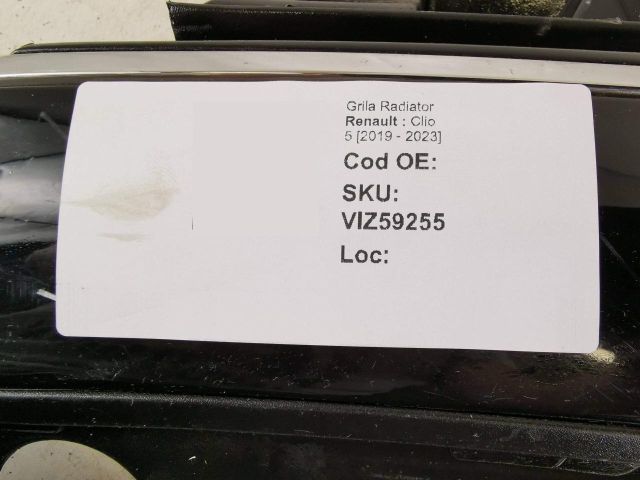 Grila Radiator
Renault : Clio
5 [2019 - 2023]
Cod OE:
SKU:
VIZ59255
Loc: